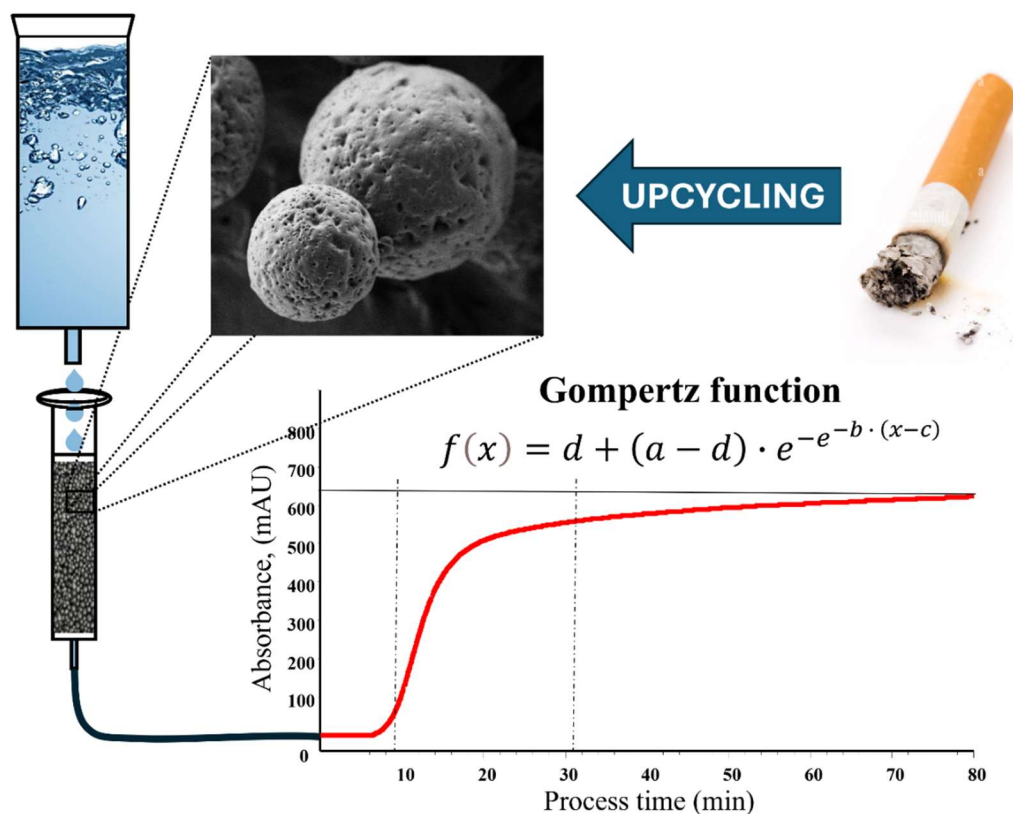 UPCYCLING
a
a
Gompertz function
f(x) = d + (a − d) · e^{−e^{−b · (x−c)}}
Absorbance, (mAU)
800
700
600
500
400
300
200
100
0
10 20 30 40 50 60 70 80
Process time (min)